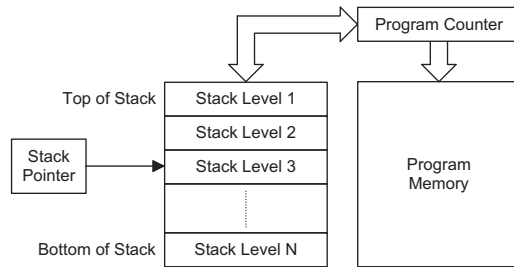 Program Counter
Top of Stack
Stack Level 1
Stack Level 2
Stack
Pointer
Stack Level 3
Program
Memory
Bottom of Stack
Stack Level N